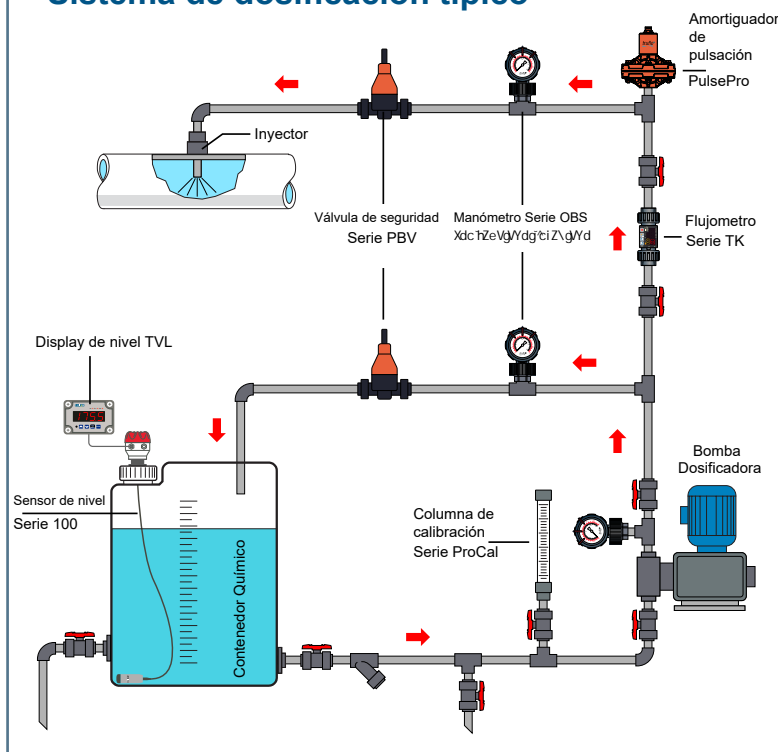 Sistema de dosificación típico
Amortiguador
de
pulsación
PulsePro
Inyector
Válvula de seguridad
Serie PBV
Manómetro Serie OBS
Flujometro
Serie TK
Display de nivel TVL
Sensor de nivel
Serie 100
Contenedor Químico
Columna de
calibración
Serie ProCal
Bomba
Dosificadora